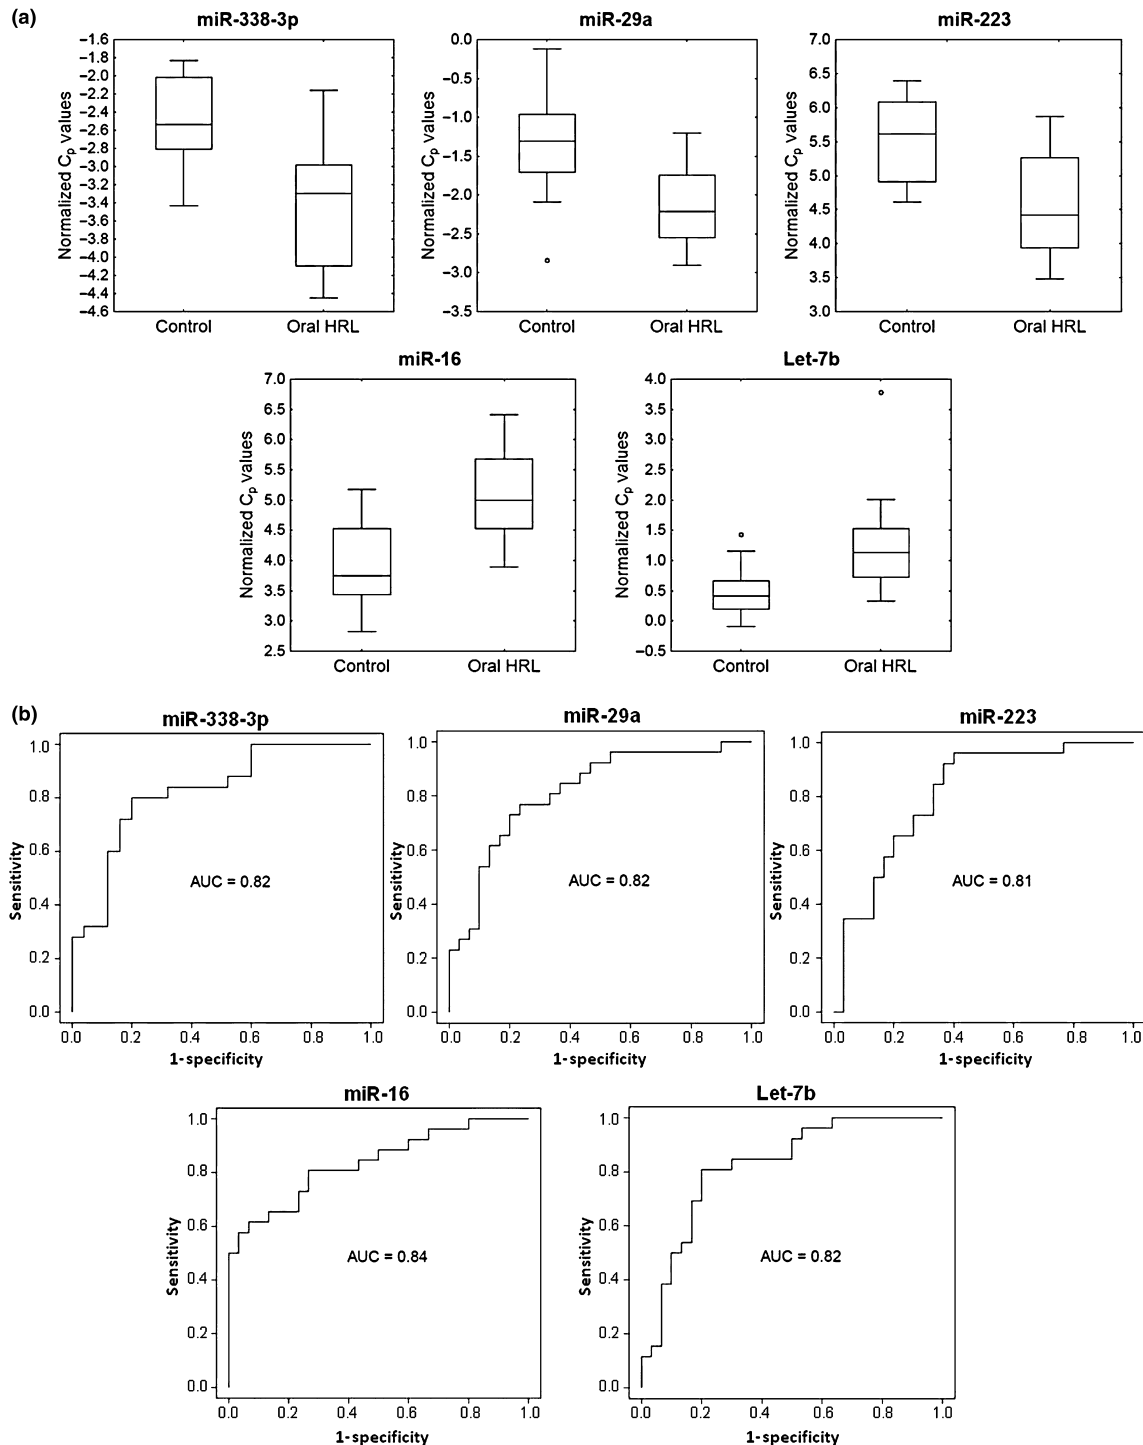 (a)
miR-338-3p
Normalized Cp values
−1.6
−1.8
−2.0
−2.2
−2.4
−2.6
−2.8
−3.0
−3.2
−3.4
−3.6
−3.8
−4.0
−4.2
−4.4
−4.6
Control Oral HRL
miR-29a
Normalized Cp values
0.0
−0.5
−1.0
−1.5
−2.0
−2.5
−3.0
−3.5
Control Oral HRL
miR-223
Normalized Cp values
7.0
6.5
6.0
5.5
5.0
4.5
4.0
3.5
3.0
Control Oral HRL
miR-16
Normalized Cp values
7.0
6.5
6.0
5.5
5.0
4.5
4.0
3.5
3.0
2.5
Control Oral HRL
Let-7b
Normalized Cp values
4.0
3.5
3.0
2.5
2.0
1.5
1.0
0.5
0.0
−0.5
Control Oral HRL
(b)
miR-338-3p
Sensitivity
1.0
0.8
0.6
0.4
0.2
0.0
AUC = 0.82
0.0 0.2 0.4 0.6 0.8 1.0
1-specificity
miR-29a
Sensitivity
1.0
0.8
0.6
0.4
0.2
0.0
AUC = 0.82
0.0 0.2 0.4 0.6 0.8 1.0
1-specificity
miR-223
Sensitivity
1.0
0.8
0.6
0.4
0.2
0.0
AUC = 0.81
0.0 0.2 0.4 0.6 0.8 1.0
1-specificity
miR-16
Sensitivity
1.0
0.8
0.6
0.4
0.2
0.0
AUC = 0.84
0.0 0.2 0.4 0.6 0.8 1.0
1-specificity
Let-7b
Sensitivity
1.0
0.8
0.6
0.4
0.2
0.0
AUC = 0.82
0.0 0.2 0.4 0.6 0.8 1.0
1-specificity